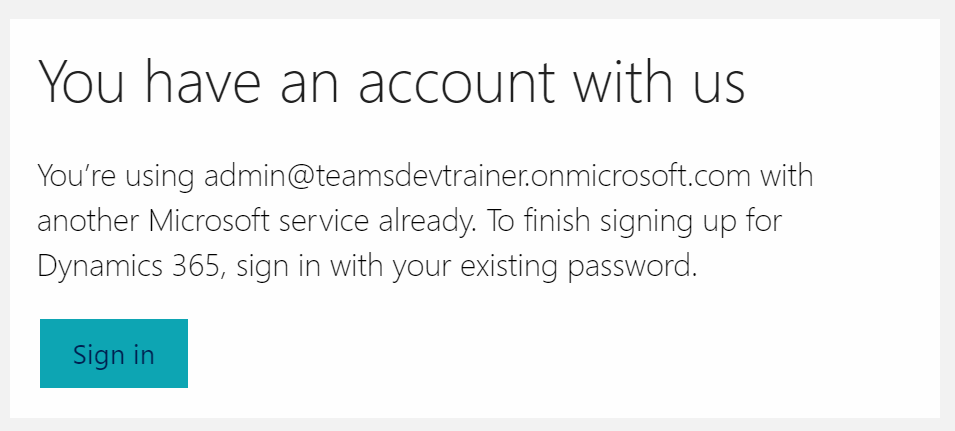 You have an account with us
You’re using admin@teamsdevtrainer.onmicrosoft.com with
another Microsoft service already. To finish signing up for
Dynamics 365, sign in with your existing password.
Sign in